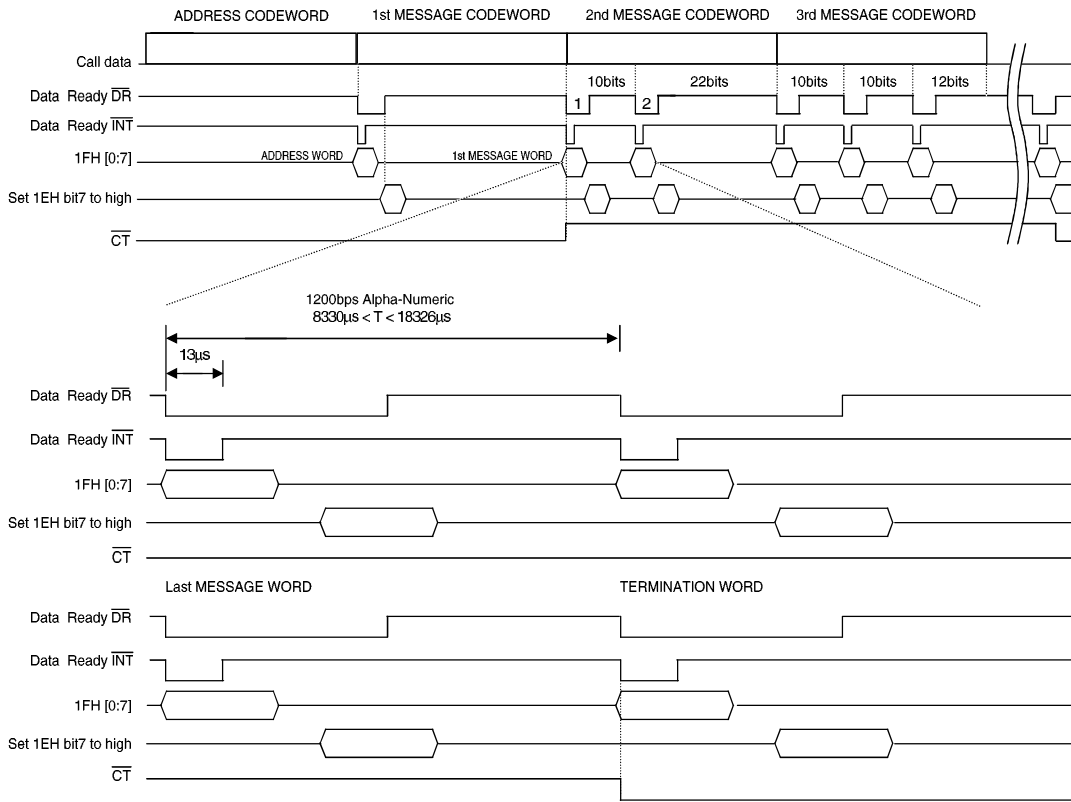 ADDRESS CODEWORD 1st MESSAGE CODEWORD 2nd MESSAGE CODEWORD 3rd MESSAGE CODEWORD
Call data
10bits 22bits 10bits 10bits 12bits
Data Ready DR 1 2
Data Ready INT
1FH [0:7] ADDRESS WORD 1st MESSAGE WORD
Set 1EH bit7 to high
CT
1200bps Alpha-Numeric
8330µs < T < 18326µs
13µs
Data Ready DR
Data Ready INT
1FH [0:7]
Set 1EH bit7 to high
CT
Last MESSAGE WORD TERMINATION WORD
Data Ready DR
Data Ready INT
1FH [0:7]
Set 1EH bit7 to high
CT